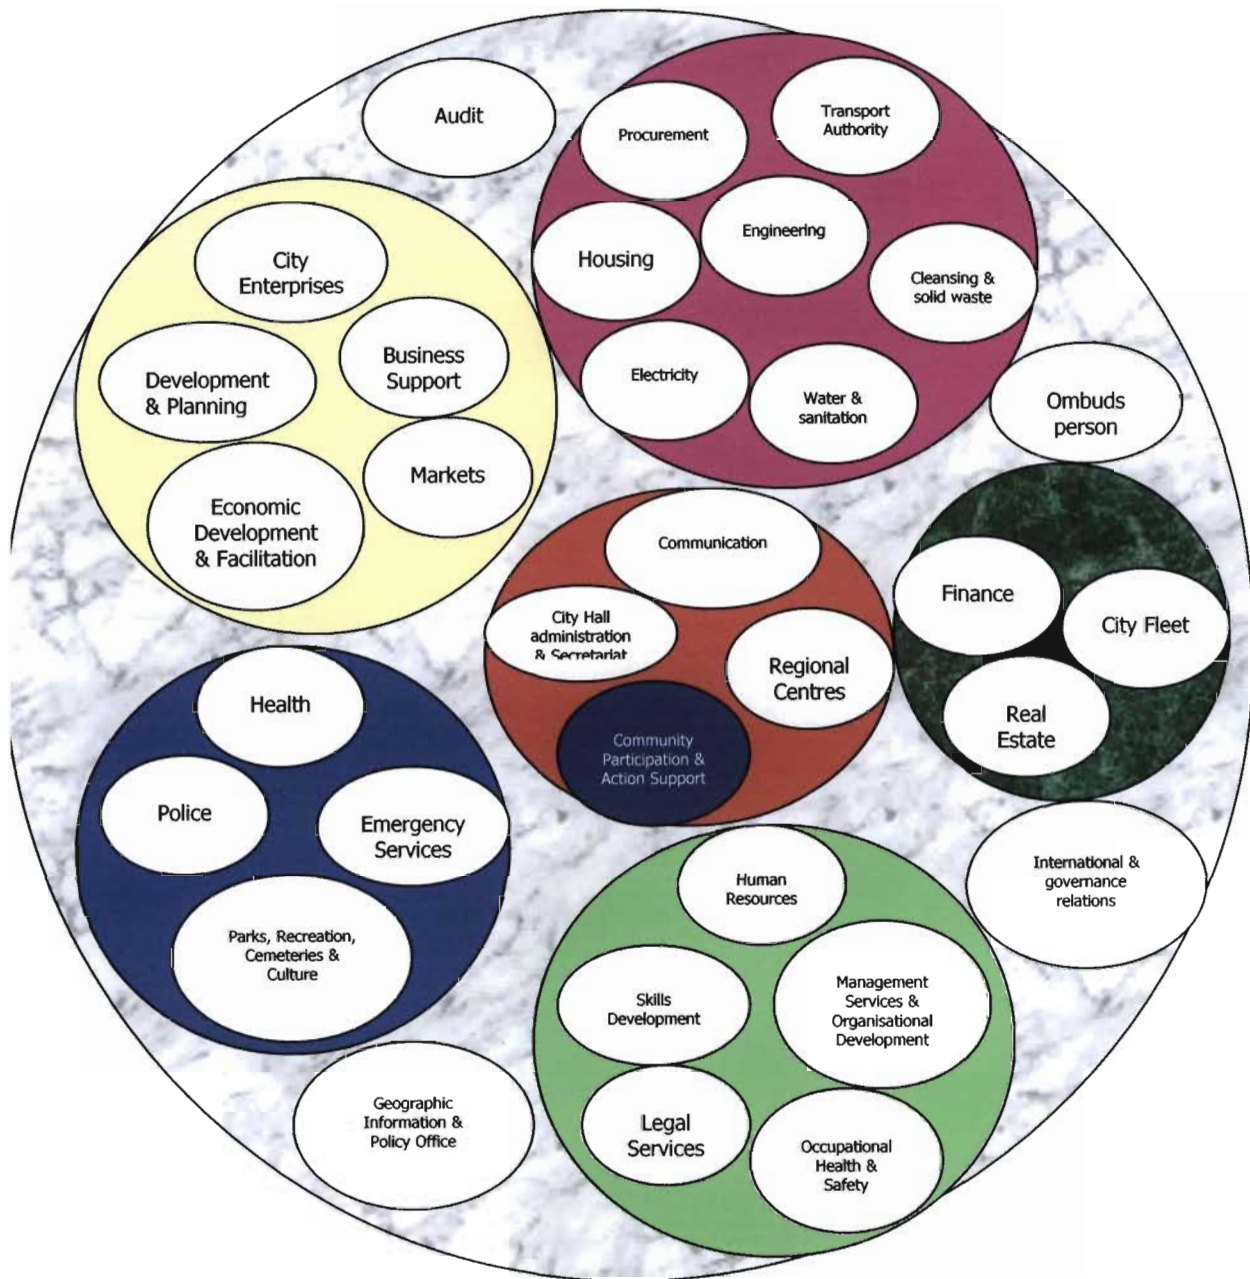 Audit
Procurement
Transport
Authority
City
Enterprises
Housing
Engineering
Cleansing &
solid waste
Development
& Planning
Business
Support
Electricity
Water &
sanitation
Ombuds
person
Economic
Development
& Facilitation
Markets
Communication
City Hall
administration
& Secretariat
Regional
Centres
Community
Participation &
Action Support
Finance
City Fleet
Real
Estate
Health
Police
Emergency
Services
Parks, Recreation,
Cemeteries &
Culture
International &
governance
relations
Human
Resources
Skills
Development
Management
Services &
Organisational
Development
Legal
Services
Occupational
Health &
Safety
Geographic
Information &
Policy Office